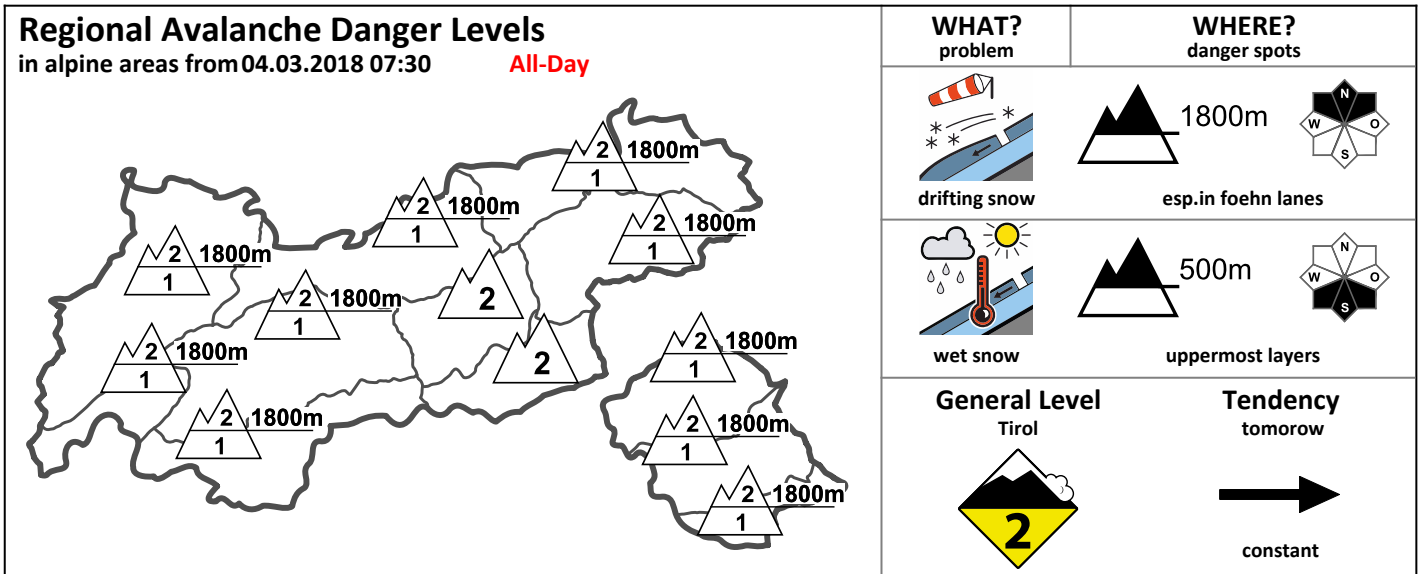 Regional Avalanche Danger Levels
in alpine areas from 04.03.2018 07:30 All-Day
2 1800m
1
2 1800m
1
2 1800m
1
2 1800m
1
2 1800m
1
2
2 1800m
1
2
2 1800m
1
2 1800m
1
2 1800m
1
2 1800m
1
2 1800m
1
WHAT?
problem
WHERE?
danger spots
drifting snow
1800m
N
W O
S
esp.in foehn lanes
wet snow
500m
N
W O
S
uppermost layers
General Level
Tirol
2
Tendency
tomorow
constant